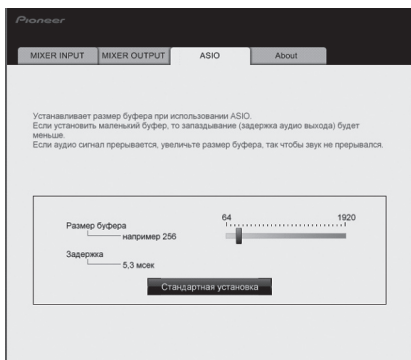 Pioneer
MIXER INPUT MIXER OUTPUT ASIO About
Устанавливает размер буфера при использовании ASIO.
Если установить маленький буфер, то запаздывание (задержка аудио выхода) будет
меньше.
Если аудио сигнал прерывается, увеличьте размер буфера, так чтобы звук не прерывался.
64 1920
Размер буфера
например 256
Задержка
5,3 мсек
Стандартная установка